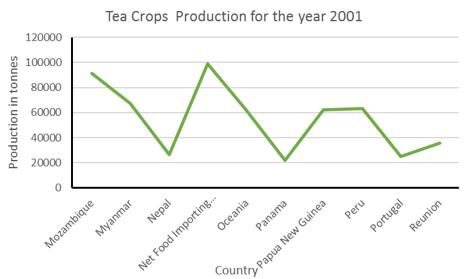 Tea Crops  Production for the year 2001
Production in tonnes
120000
100000
80000
60000
40000
20000
0
Mozambique
Myanmar
Nepal
Net Food Importing...
Oceania
Panama
Papua New Guinea
Peru
Portugal
Reunion
Country